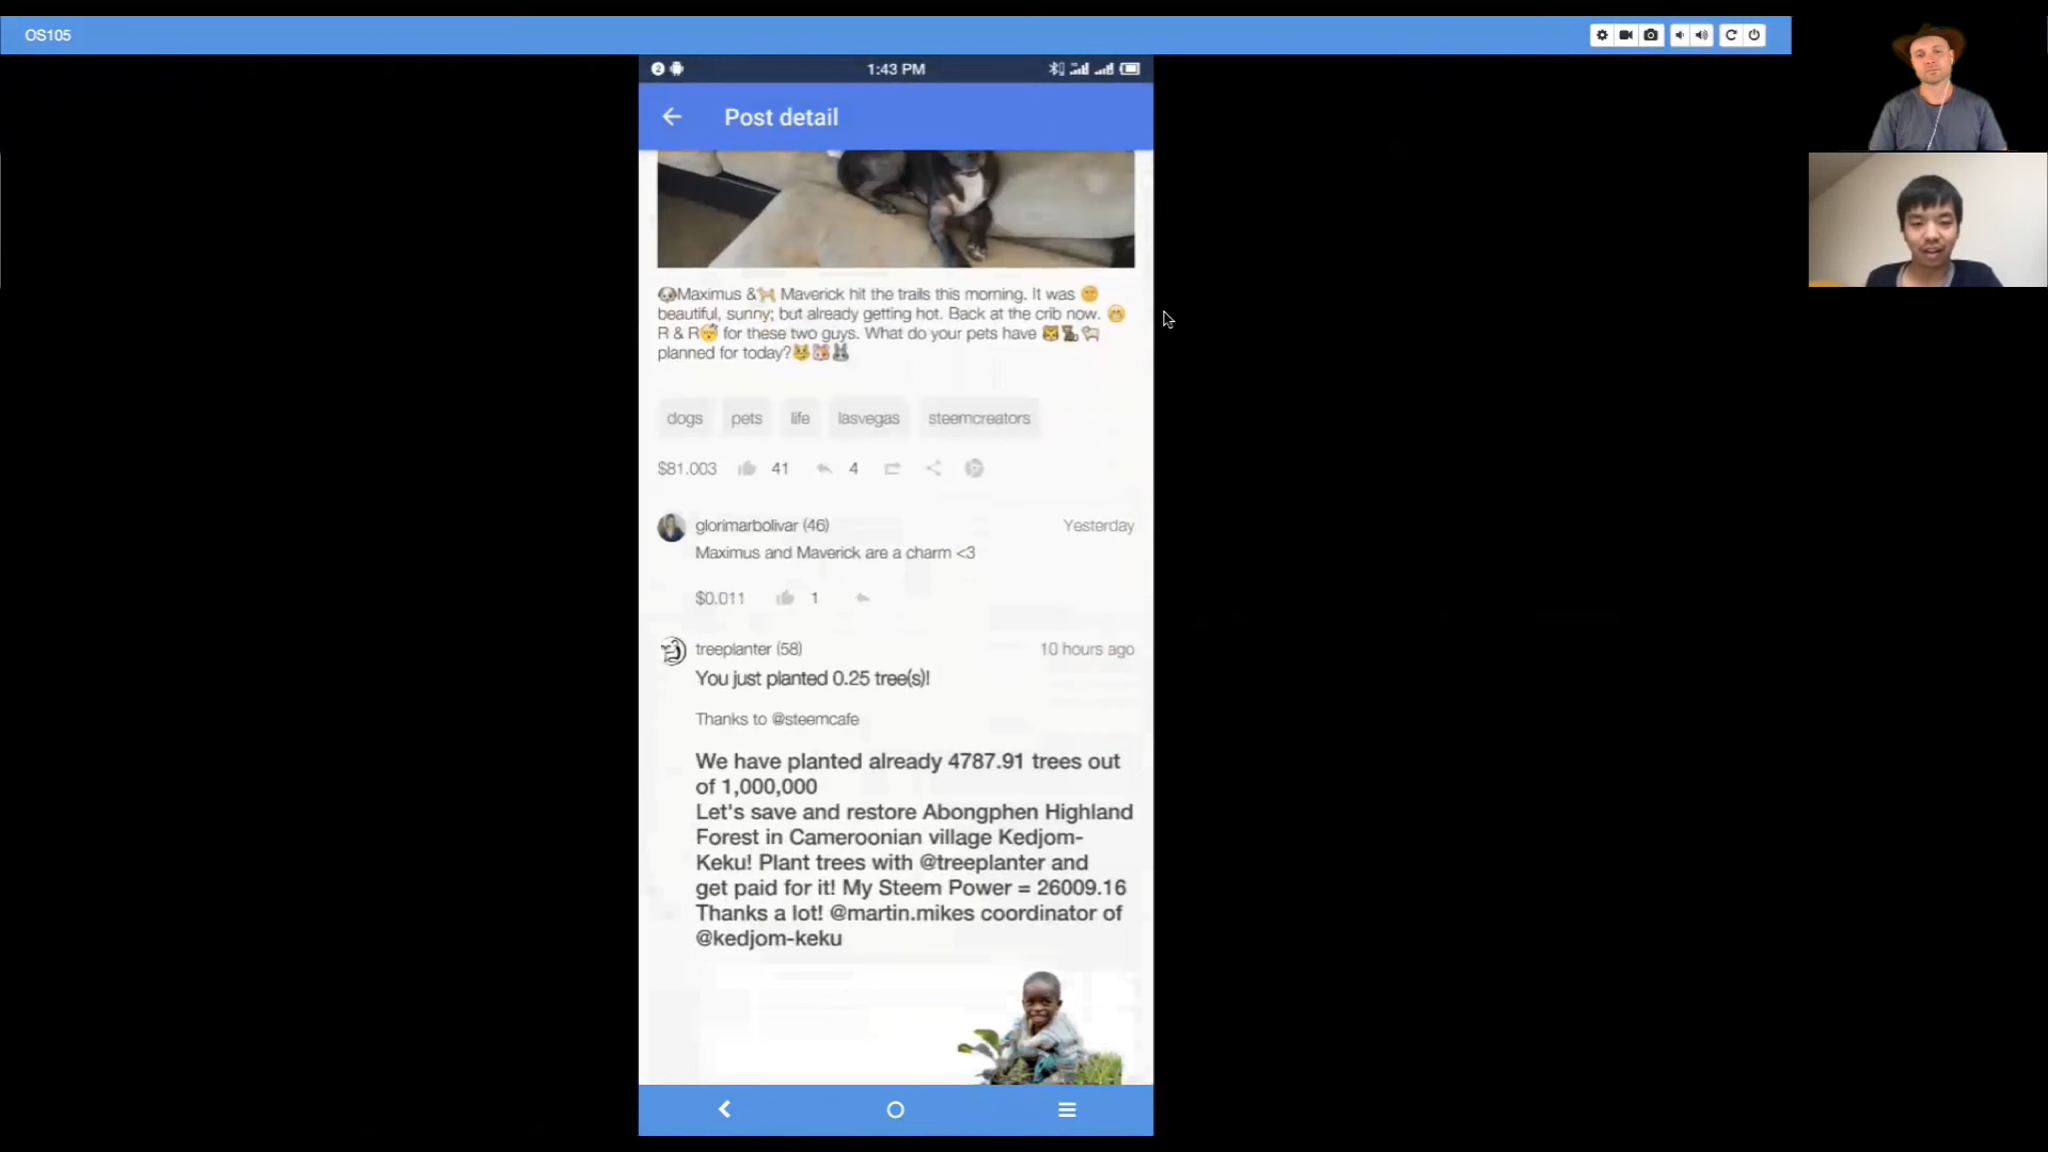 OS105
2
1:43 PM
Post detail
Maximus & Maverick hit the trails this morning. It was
beautiful, sunny; but already getting hot. Back at the crib now.
R & R for these two guys. What do your pets have
planned for today?
dogs pets life lasvegas steemcreators
$81.003 41 4
glorimarbolivar (46) Yesterday
Maximus and Maverick are a charm <3
$0.011 1
treeplanter (58) 10 hours ago
You just planted 0.25 tree(s)!
Thanks to @steemcafe
We have planted already 4787.91 trees out
of 1,000,000
Let's save and restore Abongphen Highland
Forest in Cameroonian village Kedjom-
Keku! Plant trees with @treeplanter and
get paid for it! My Steem Power = 26009.16
Thanks a lot! @martin.mikes coordinator of
@kedjom-keku